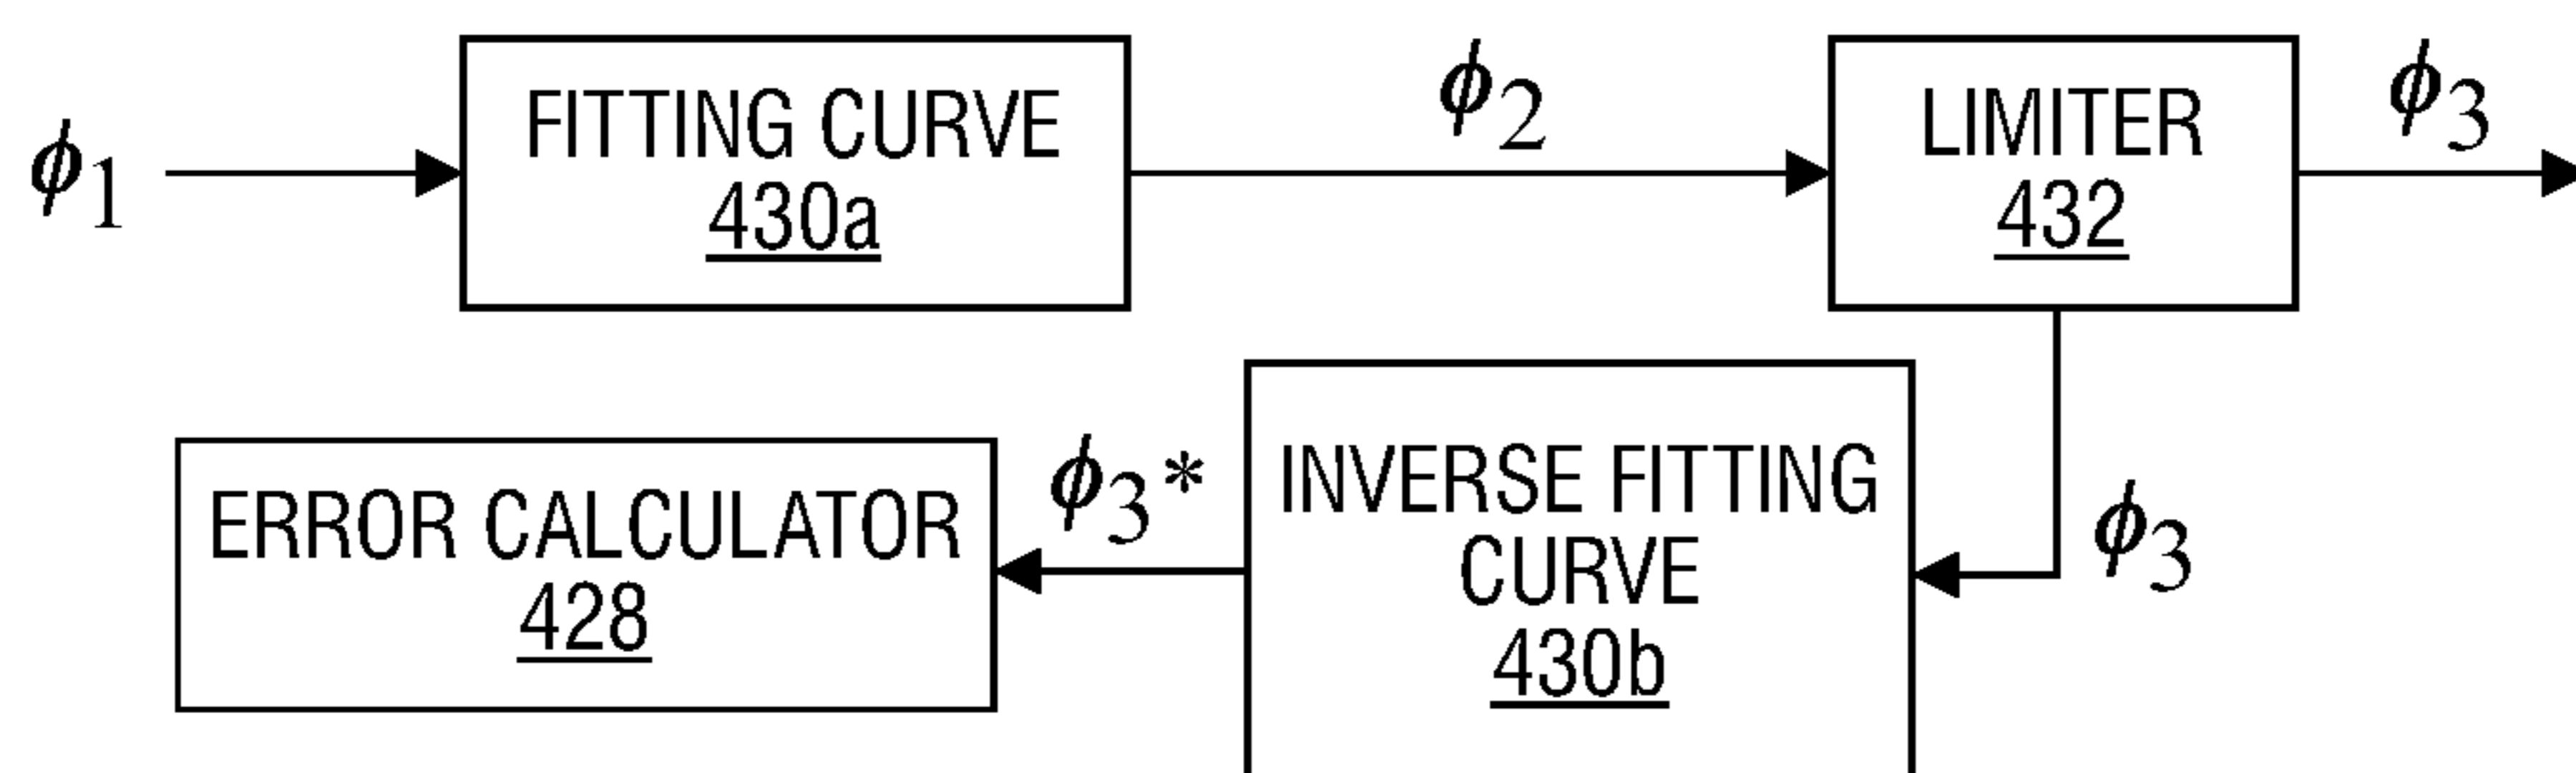 ϕ1
FITTING CURVE
430a
ϕ2
LIMITER
432
ϕ3
ERROR CALCULATOR
428
ϕ3*
INVERSE FITTING
CURVE
430b
ϕ3